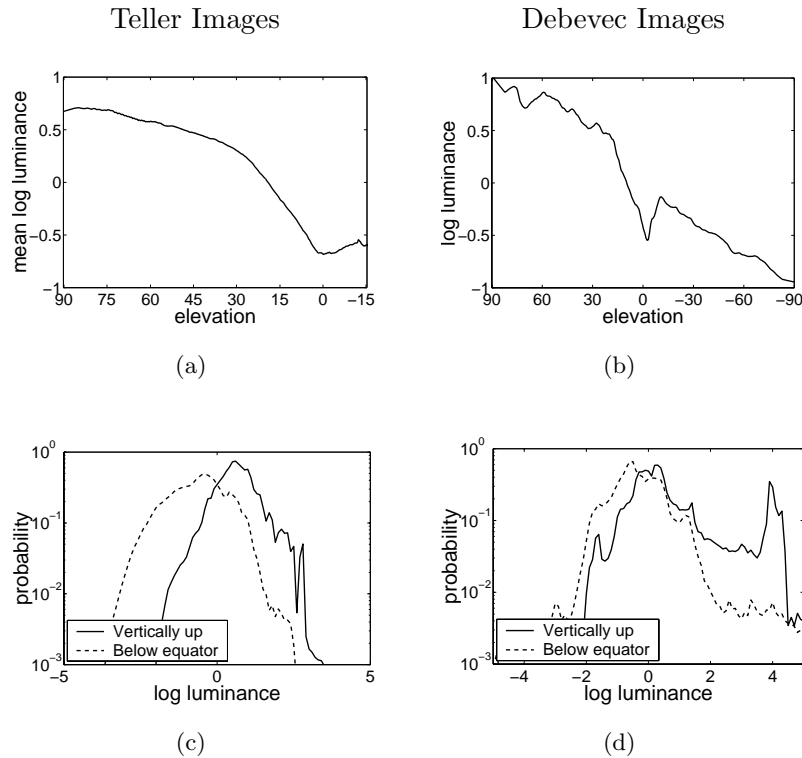 Teller Images
Debevec Images
1
0.5
0
−0.5
−1
90 75 60 45 30 15 0 −15
mean log luminance
elevation
(a)
1
0.5
0
−0.5
−1
90 60 30 0 −30 −60 −90
log luminance
elevation
(b)
10^0
10^−1
10^−2
10^−3
−5 0 5
probability
log luminance
Vertically up
Below equator
(c)
10^0
10^−1
10^−2
10^−3
−4 −2 0 2 4
probability
log luminance
Vertically up
Below equator
(d)